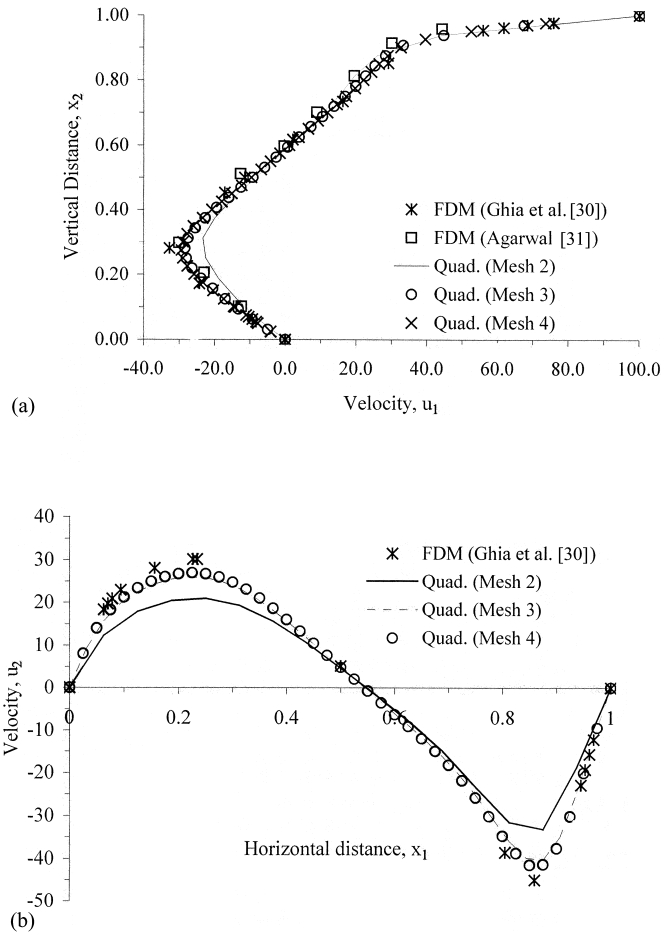 1.00
0.80
0.60
0.40
0.20
0.00
Vertical Distance, x2
-40.0 -20.0 0.0 20.0 40.0 60.0 80.0 100.0
Velocity, u1
FDM (Ghia et al. [30])
FDM (Agarwal [31])
Quad. (Mesh 2)
Quad. (Mesh 3)
Quad. (Mesh 4)
(a)
40
30
20
10
0
-10
-20
-30
-40
-50
Velocity, u2
0 0.2 0.4 0.6 0.8 1
Horizontal distance, x1
FDM (Ghia et al. [30])
Quad. (Mesh 2)
Quad. (Mesh 3)
Quad. (Mesh 4)
(b)